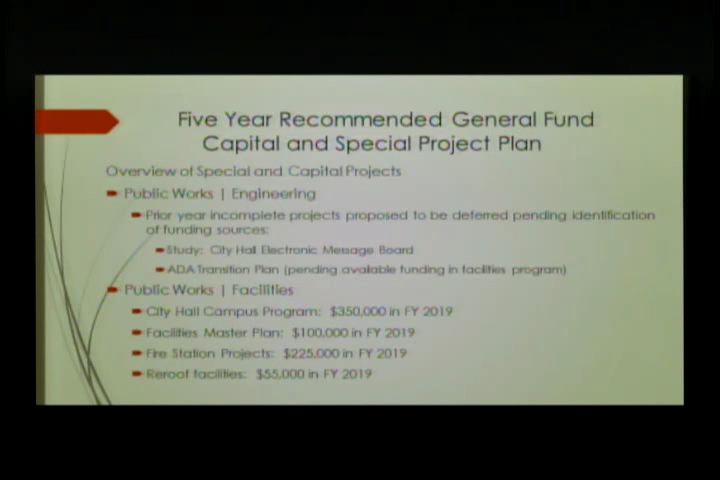 Five Year Recommended General Fund
Capital and Special Project Plan
Overview of Special and Capital Projects
Public Works | Engineering
Prior year incomplete projects proposed to be deferred pending identification
of funding sources:
Study: City Hall Electronic Message Board
ADA Transition Plan (pending available funding in facilities program)
Public Works | Facilities
City Hall Campus Program: $350,000 in FY 2019
Facilities Master Plan: $100,000 in FY 2019
Fire Station Projects: $225,000 in FY 2019
Reroof facilities: $55,000 in FY 2019